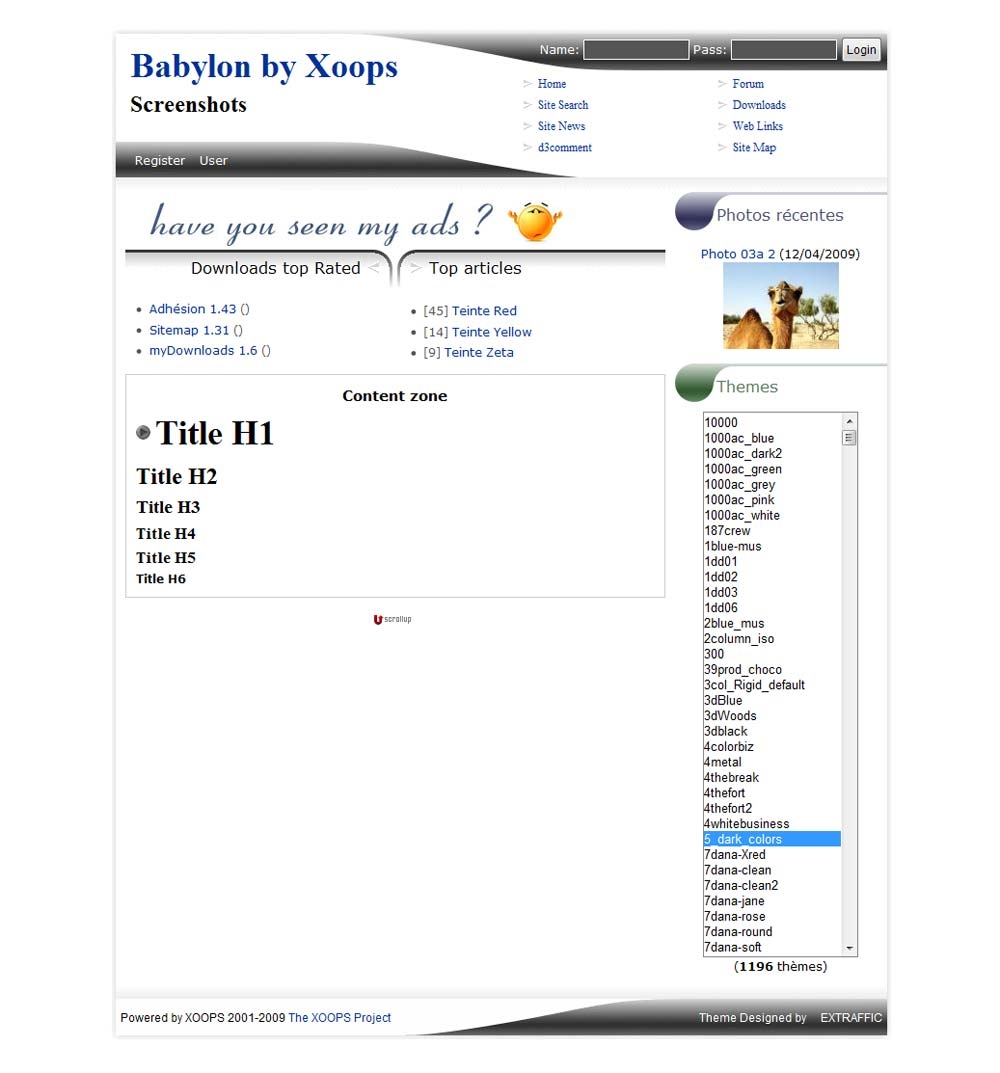 Babylon by Xoops
Screenshots
Name: Pass: Login
Home
Site Search
Site News
d3comment
Forum
Downloads
Web Links
Site Map
Register User
have you seen my ads ?
Downloads top Rated
Adhésion 1.43 ()
Sitemap 1.31 ()
myDownloads 1.6 ()
Top articles
[45] Teinte Red
[14] Teinte Yellow
[9] Teinte Zeta
Content zone
Title H1
Title H2
Title H3
Title H4
Title H5
Title H6
scrollup
Photos récentes
Photo 03a 2 (12/04/2009)
Themes
10000
1000ac_blue
1000ac_dark2
1000ac_green
1000ac_grey
1000ac_pink
1000ac_white
187crew
1blue-mus
1dd01
1dd02
1dd03
1dd06
2blue_mus
2column_iso
300
39prod_choco
3col_Rigid_default
3dBlue
3dWoods
3dblack
4colorbiz
4metal
4thebreak
4thefort
4thefort2
4whitebusiness
5_dark_colors
7dana-Xred
7dana-clean
7dana-clean2
7dana-jane
7dana-rose
7dana-round
7dana-soft
(1196 thèmes)
Powered by XOOPS 2001-2009 The XOOPS Project
Theme Designed by EXTRAFFIC